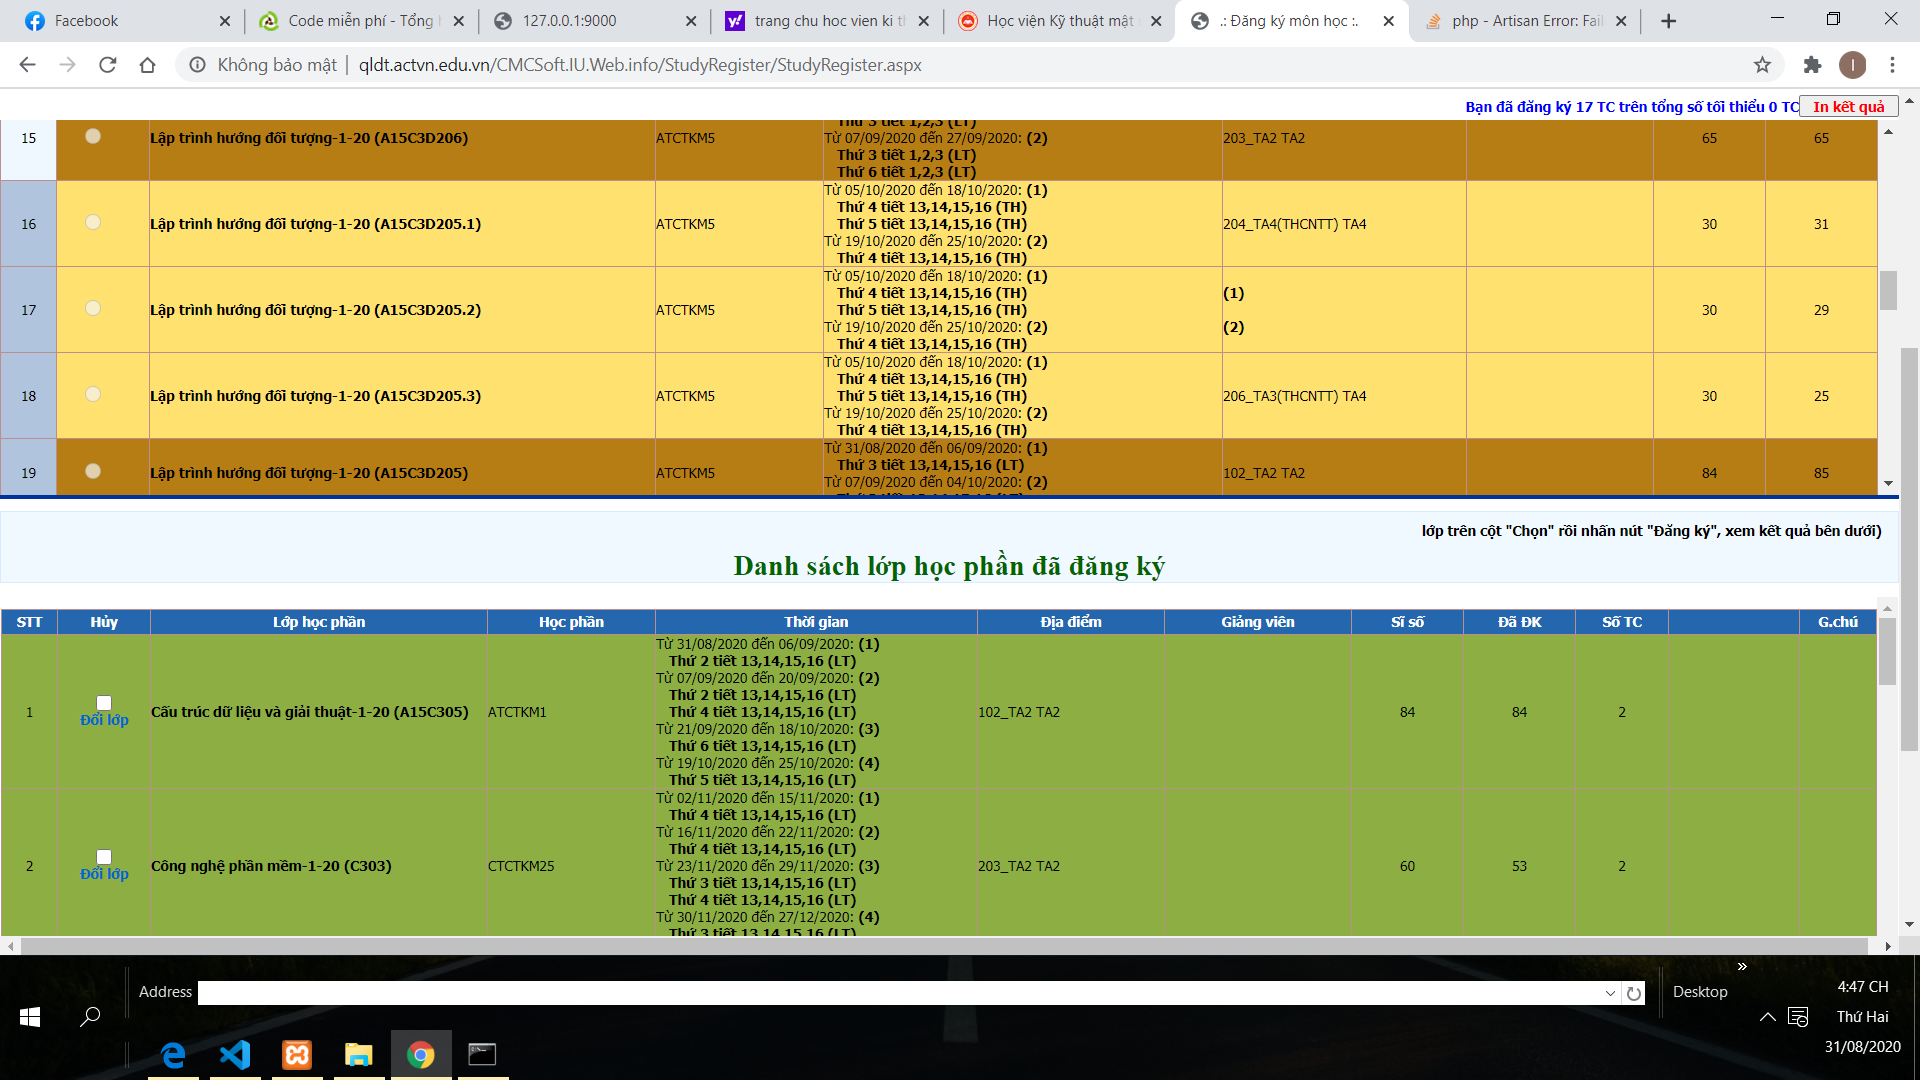 Facebook
Code miễn phí - Tổng h
127.0.0.1:9000
trang chu hoc vien ki th
Học viện Kỹ thuật mật
.: Đăng ký môn học :.
php - Artisan Error: Fail
Không bảo mật | qldt.actvn.edu.vn/CMCSoft.IU.Web.info/StudyRegister/StudyRegister.aspx
I
Bạn đã đăng ký 17 TC trên tổng số tối thiểu 0 TC In kết quả
Thứ 3 tiết 1,2,3 (LT)
15 Lập trình hướng đối tượng-1-20 (A15C3D206) ATCTKM5 Từ 07/09/2020 đến 27/09/2020: (2) 203_TA2 TA2 65 65
Thứ 3 tiết 1,2,3 (LT)
Thứ 6 tiết 1,2,3 (LT)
Từ 05/10/2020 đến 18/10/2020: (1)
Thứ 4 tiết 13,14,15,16 (TH)
16 Lập trình hướng đối tượng-1-20 (A15C3D205.1) ATCTKM5 Thứ 5 tiết 13,14,15,16 (TH) 204_TA4(THCNTT) TA4 30 31
Từ 19/10/2020 đến 25/10/2020: (2)
Thứ 4 tiết 13,14,15,16 (TH)
Từ 05/10/2020 đến 18/10/2020: (1)
Thứ 4 tiết 13,14,15,16 (TH) (1)
17 Lập trình hướng đối tượng-1-20 (A15C3D205.2) ATCTKM5 Thứ 5 tiết 13,14,15,16 (TH) 30 29
Từ 19/10/2020 đến 25/10/2020: (2) (2)
Thứ 4 tiết 13,14,15,16 (TH)
Từ 05/10/2020 đến 18/10/2020: (1)
Thứ 4 tiết 13,14,15,16 (TH)
18 Lập trình hướng đối tượng-1-20 (A15C3D205.3) ATCTKM5 Thứ 5 tiết 13,14,15,16 (TH) 206_TA3(THCNTT) TA4 30 25
Từ 19/10/2020 đến 25/10/2020: (2)
Thứ 4 tiết 13,14,15,16 (TH)
Từ 31/08/2020 đến 06/09/2020: (1)
Thứ 3 tiết 13,14,15,16 (LT)
19 Lập trình hướng đối tượng-1-20 (A15C3D205) ATCTKM5 Từ 07/09/2020 đến 04/10/2020: (2) 102_TA2 TA2 84 85
lớp trên cột "Chọn" rồi nhấn nút "Đăng ký", xem kết quả bên dưới)
Danh sách lớp học phần đã đăng ký
STT Hủy Lớp học phần Học phần Thời gian Địa điểm Giảng viên Sĩ số Đã ĐK Số TC G.chú
Từ 31/08/2020 đến 06/09/2020: (1)
Thứ 2 tiết 13,14,15,16 (LT)
Từ 07/09/2020 đến 20/09/2020: (2)
Thứ 2 tiết 13,14,15,16 (LT)
1 Đổi lớp Cấu trúc dữ liệu và giải thuật-1-20 (A15C305) ATCTKM1 Thứ 4 tiết 13,14,15,16 (LT) 102_TA2 TA2 84 84 2
Từ 21/09/2020 đến 18/10/2020: (3)
Thứ 6 tiết 13,14,15,16 (LT)
Từ 19/10/2020 đến 25/10/2020: (4)
Thứ 5 tiết 13,14,15,16 (LT)
Từ 02/11/2020 đến 15/11/2020: (1)
Thứ 4 tiết 13,14,15,16 (LT)
Từ 16/11/2020 đến 22/11/2020: (2)
Thứ 4 tiết 13,14,15,16 (LT)
2 Đổi lớp Công nghệ phần mềm-1-20 (C303) CTCTKM25 Từ 23/11/2020 đến 29/11/2020: (3) 203_TA2 TA2 60 53 2
Thứ 3 tiết 13,14,15,16 (LT)
Thứ 4 tiết 13,14,15,16 (LT)
Từ 30/11/2020 đến 27/12/2020: (4)
Thứ 3 tiết 13,14,15,16 (LT)
Address
Desktop
4:47 CH
Thứ Hai
31/08/2020